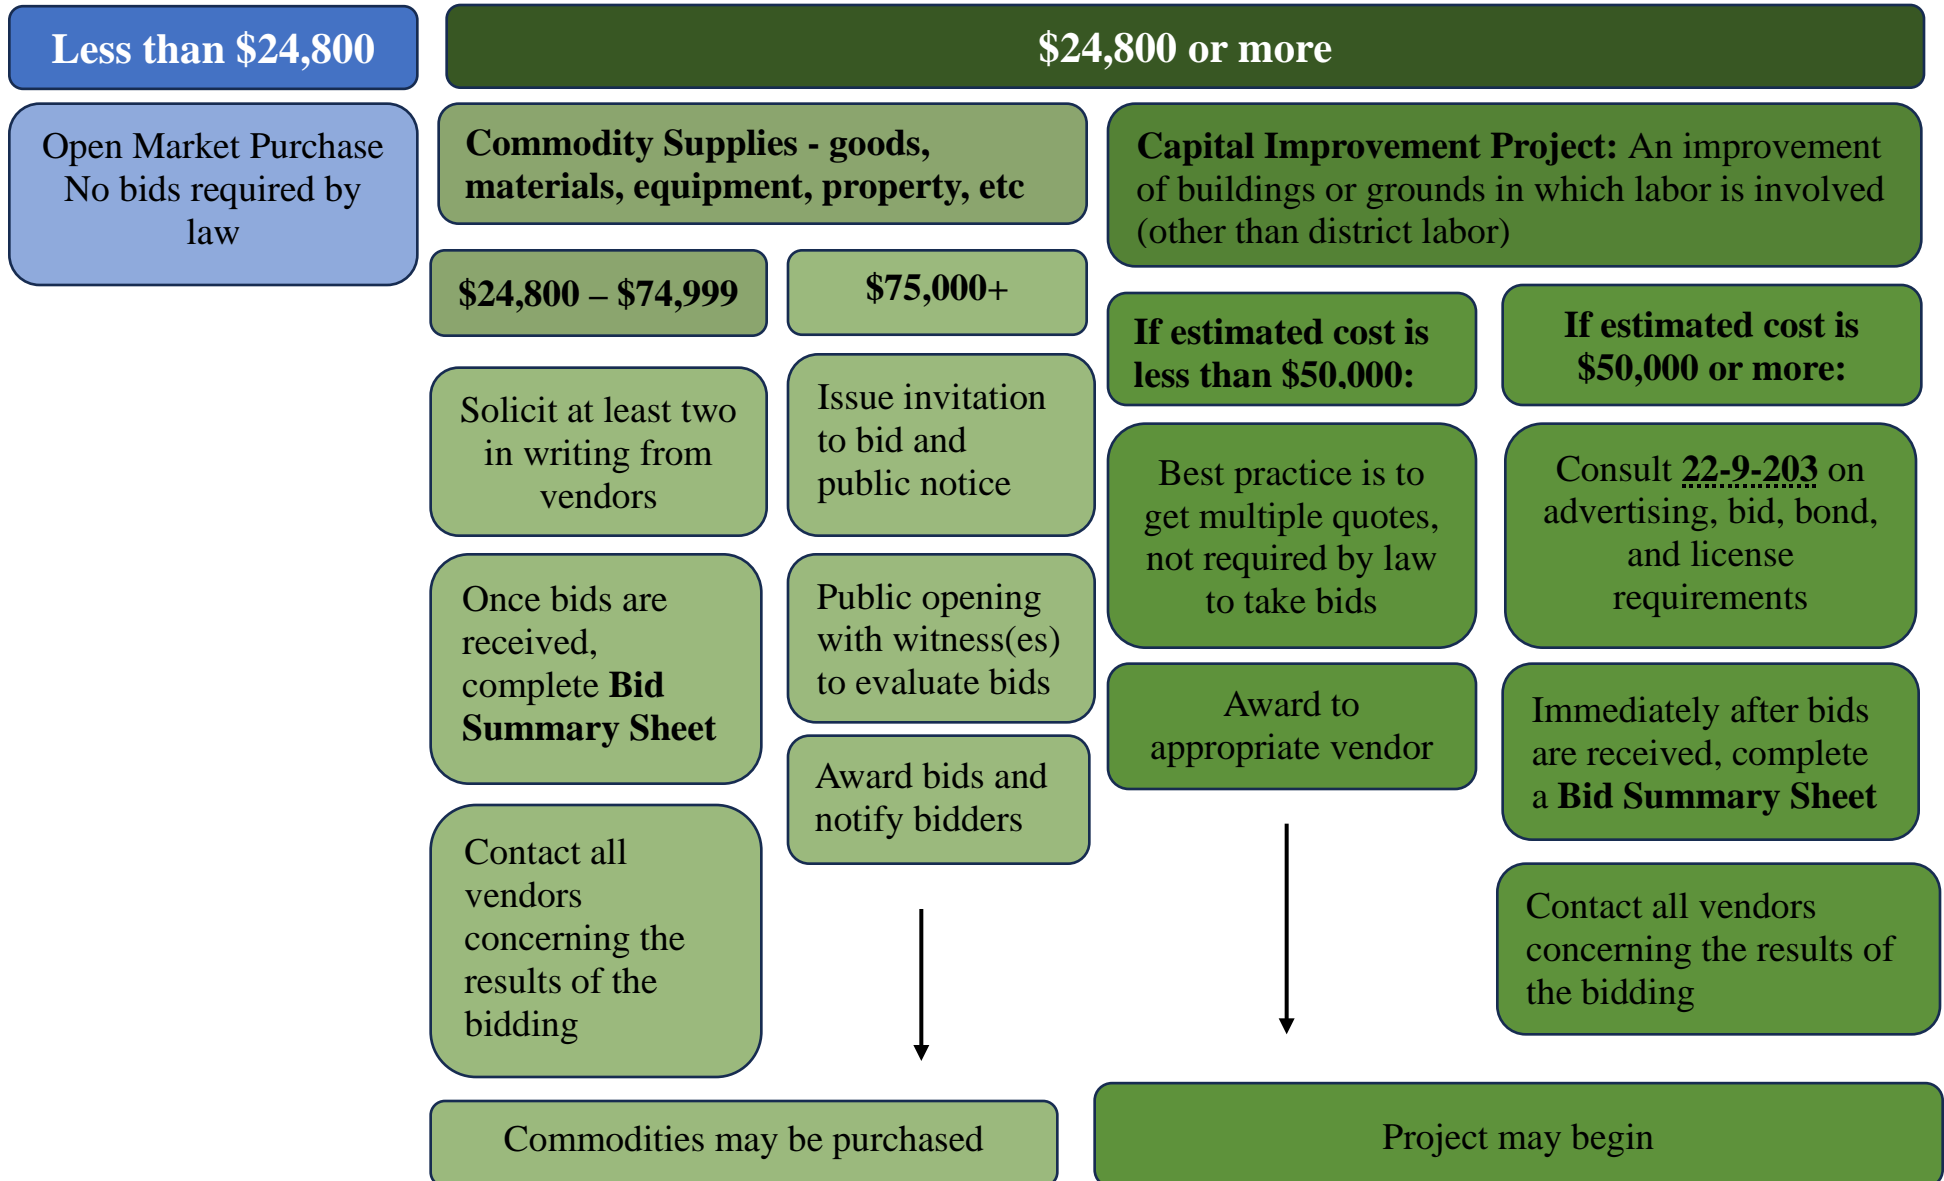 Less than $24,800
$24,800 or more
Open Market Purchase
No bids required by
law
Commodity Supplies - goods,
materials, equipment, property, etc
$24,800 – $74,999
Solicit at least two
in writing from
vendors
Once bids are
received,
complete Bid
Summary Sheet
Contact all
vendors
concerning the
results of the
bidding
$75,000+
Issue invitation
to bid and
public notice
Public opening
with witness(es)
to evaluate bids
Award bids and
notify bidders
Commodities may be purchased
Capital Improvement Project: An improvement
of buildings or grounds in which labor is involved
(other than district labor)
If estimated cost is
less than $50,000:
Best practice is to
get multiple quotes,
not required by law
to take bids
Award to
appropriate vendor
If estimated cost is
$50,000 or more:
Consult 22-9-203 on
advertising, bid, bond,
and license
requirements
Immediately after bids
are received, complete
a Bid Summary Sheet
Contact all vendors
concerning the results of
the bidding
Project may begin